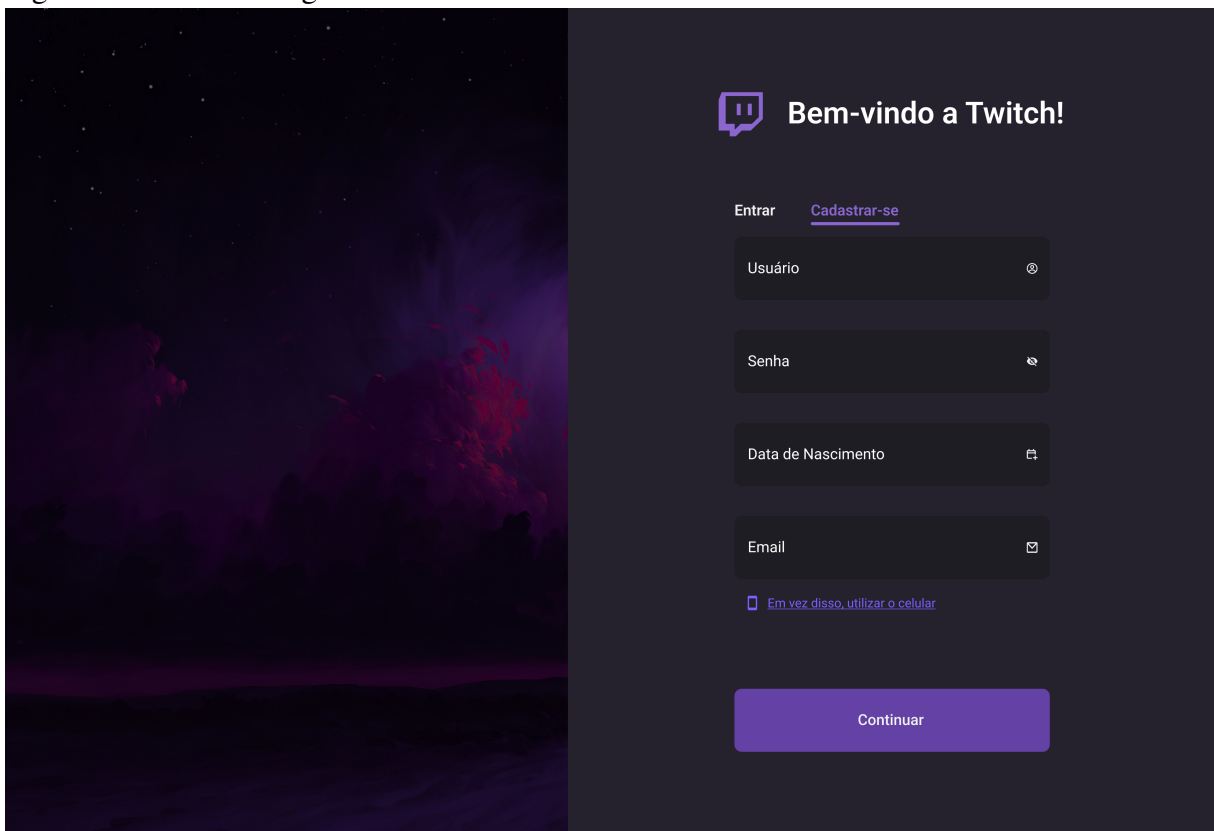 Bem-vindo a Twitch!
Entrar Cadastrar-se
Usuário
Senha
Data de Nascimento
Email
Em vez disso, utilizar o celular
Continuar